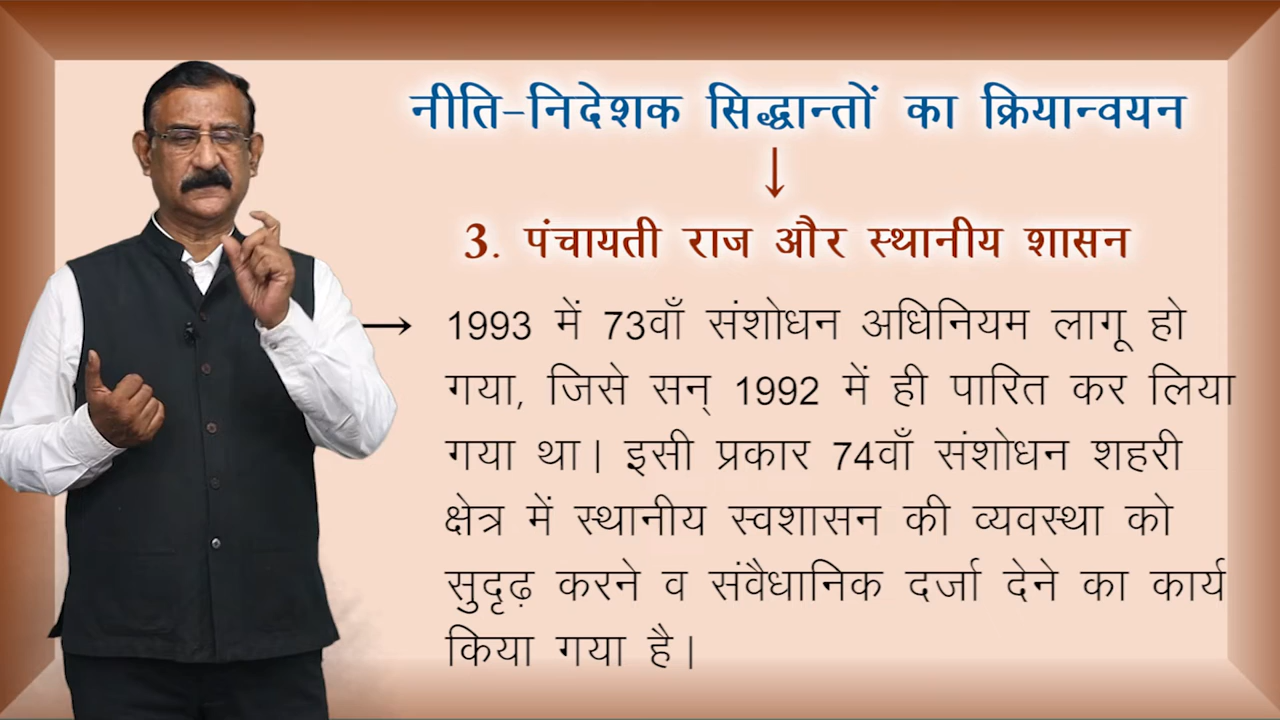 नीति-निदेशक सिद्धान्तों का क्रियान्वयन
↓
3. पंचायती राज और स्थानीय शासन
→ 1993 में 73वाँ संशोधन अधिनियम लागू हो
गया, जिसे सन् 1992 में ही पारित कर लिया
गया था। इसी प्रकार 74वाँ संशोधन शहरी
क्षेत्र में स्थानीय स्वशासन की व्यवस्था को
सुदृढ़ करने व संवैधानिक दर्जा देने का कार्य
किया गया है।